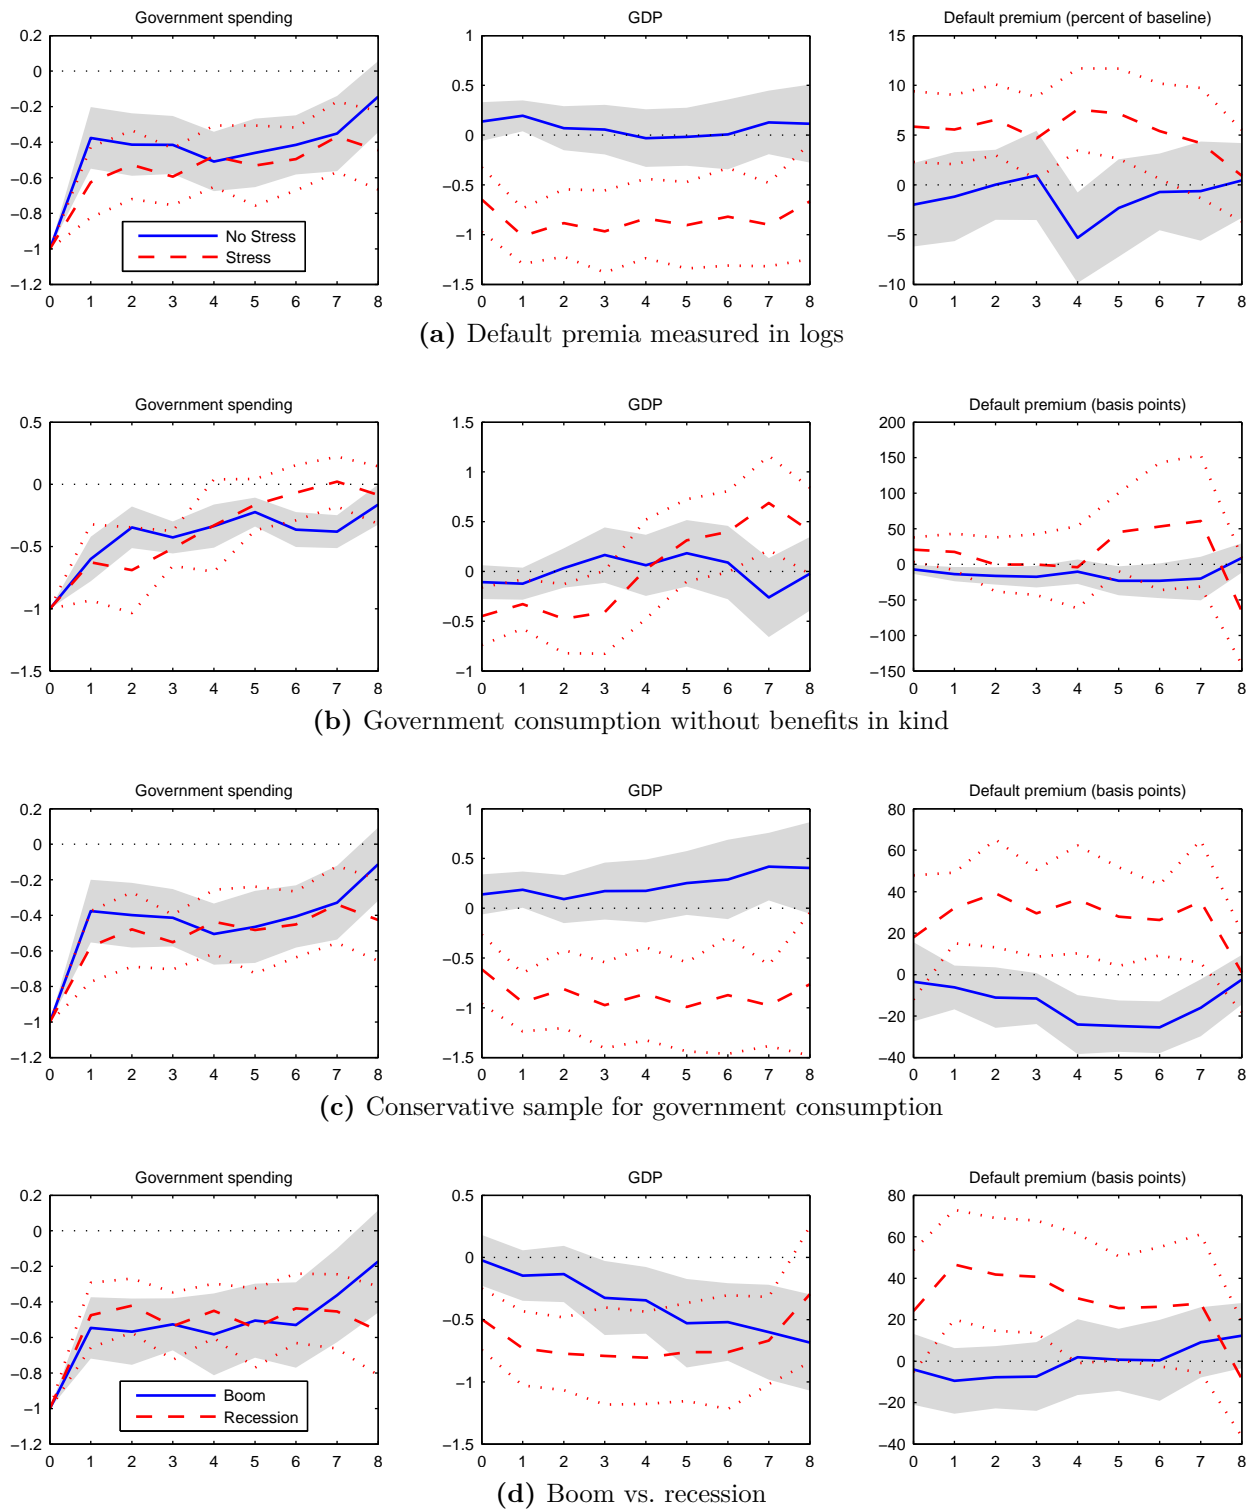 Government spending GDP Default premium (percent of baseline)
0.2 1 15
0 0.5 10
−0.2 0 5
−0.4 −0.5 0
−0.6 −1 −5
−0.8 −1.5 −10
−1
−1.2
No Stress
Stress
0 1 2 3 4 5 6 7 8 0 1 2 3 4 5 6 7 8 0 1 2 3 4 5 6 7 8
(a) Default premia measured in logs
Government spending GDP Default premium (basis points)
0.5 1.5 200
0 1 150
−0.5 0.5 100
−1 0 50
−1.5 −0.5 0
−1 −50
−100
−150
0 1 2 3 4 5 6 7 8 0 1 2 3 4 5 6 7 8 0 1 2 3 4 5 6 7 8
(b) Government consumption without benefits in kind
Government spending GDP Default premium (basis points)
0.2 1 80
0 0.5 60
−0.2 0 40
−0.4 −0.5 20
−0.6 −1 0
−0.8 −1.5 −20
−1 −40
−1.2
0 1 2 3 4 5 6 7 8 0 1 2 3 4 5 6 7 8 0 1 2 3 4 5 6 7 8
(c) Conservative sample for government consumption
Government spending GDP Default premium (basis points)
0.2 0.5 80
0 0 60
−0.2 −0.5 40
−0.4 −1 20
−0.6 −1.5 0
−0.8 −20
−1 −40
−1.2
Boom
Recession
0 1 2 3 4 5 6 7 8 0 1 2 3 4 5 6 7 8 0 1 2 3 4 5 6 7 8
(d) Boom vs. recession